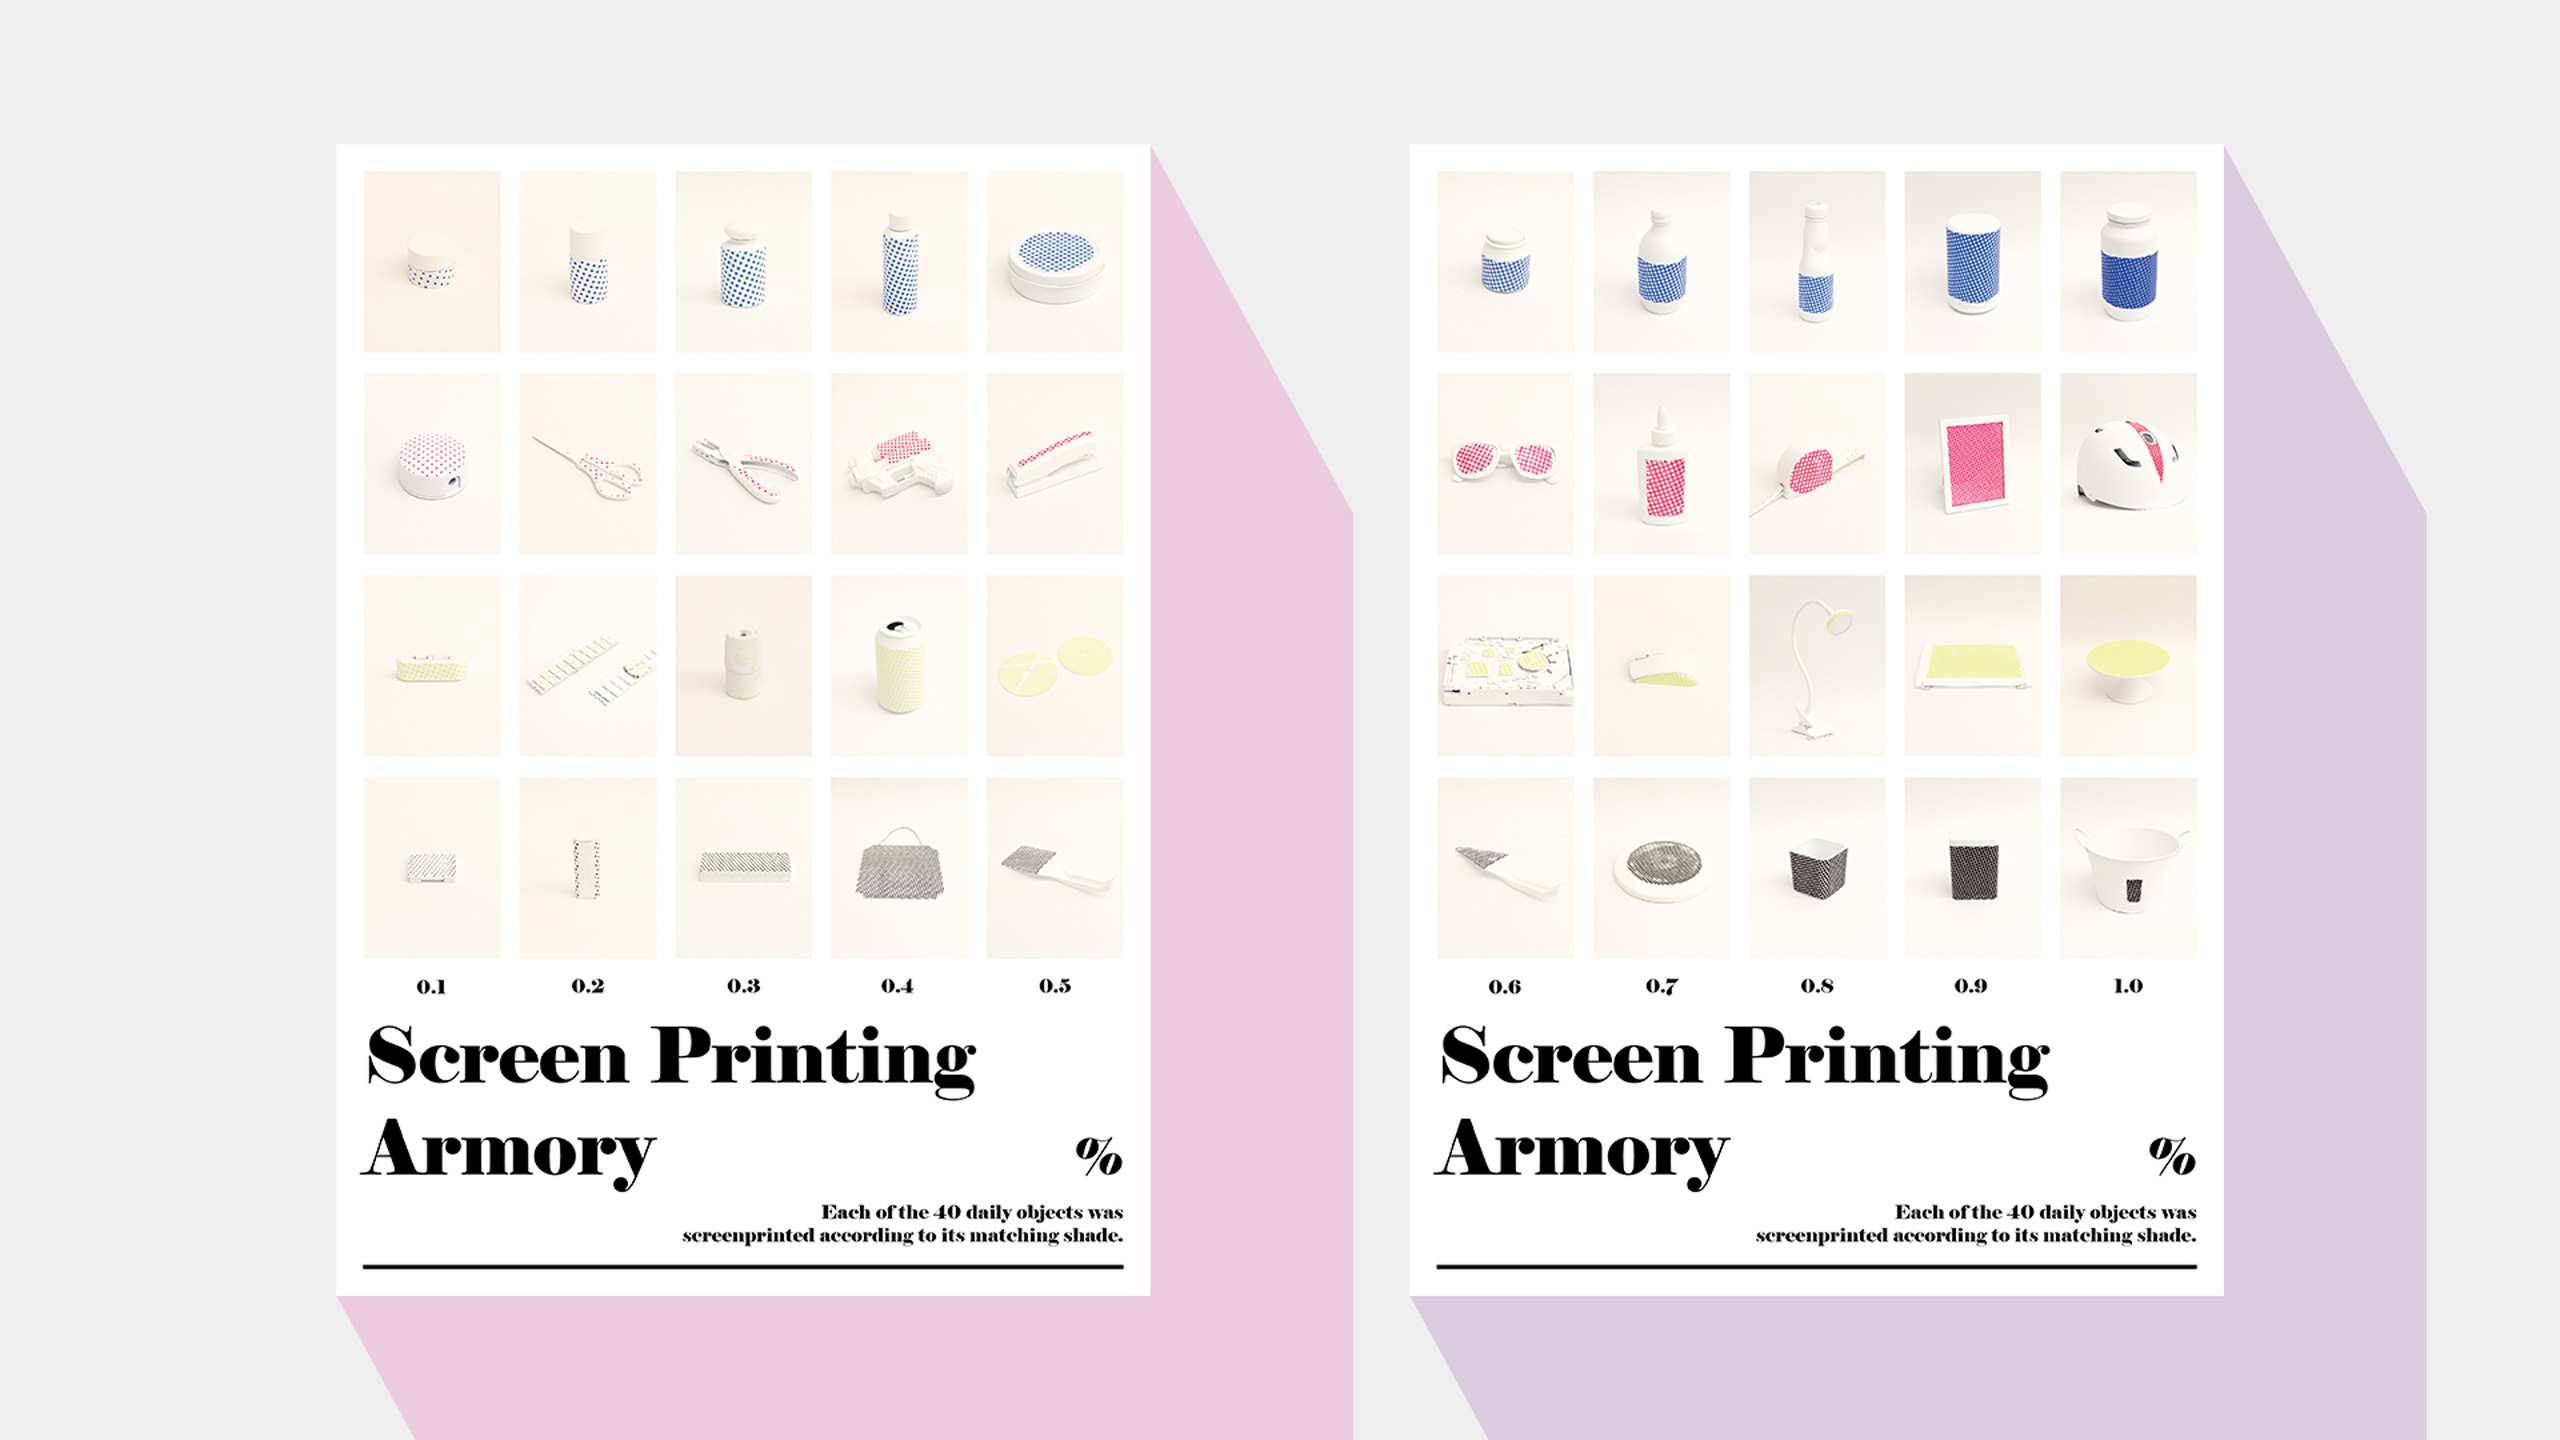 0.1 0.2 0.3 0.4 0.5
Screen Printing
Armory
%
Each of the 40 daily objects was
screenprinted according to its matching shade.
0.6 0.7 0.8 0.9 1.0
Screen Printing
Armory
%
Each of the 40 daily objects was
screenprinted according to its matching shade.